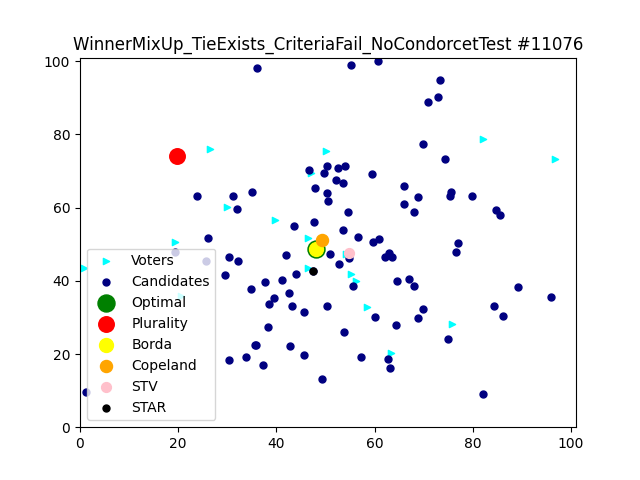 WinnerMixUp_TieExists_CriteriaFail_NoCondorcetTest #11076
100
80
60
40
20
0
0 20 40 60 80 100
Voters
Candidates
Optimal
Plurality
Borda
Copeland
STV
STAR